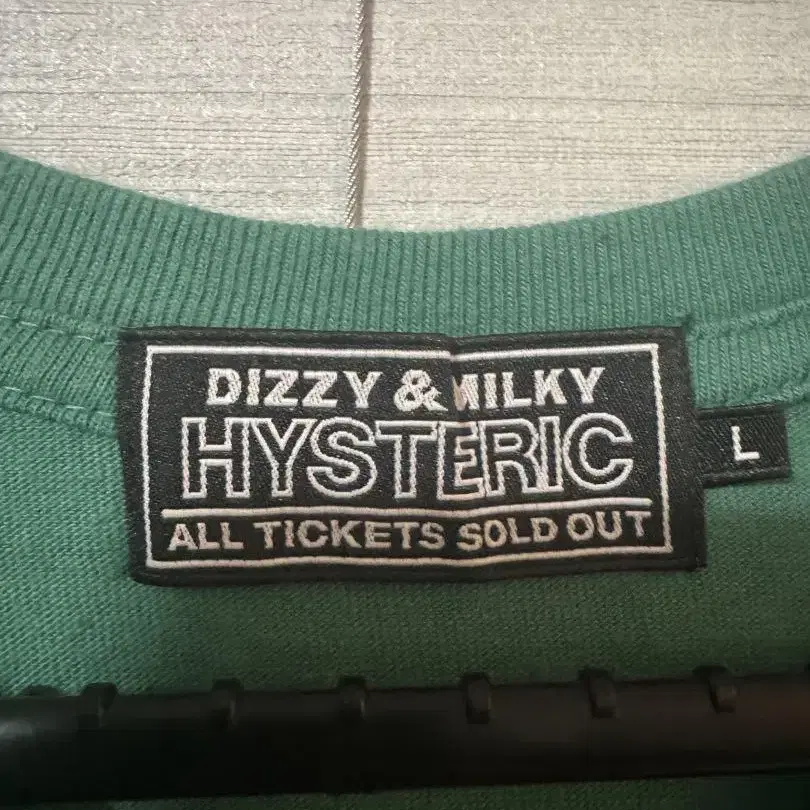 DIZZY & MILKY
HYSTERIC
ALL TICKETS SOLD OUT
L